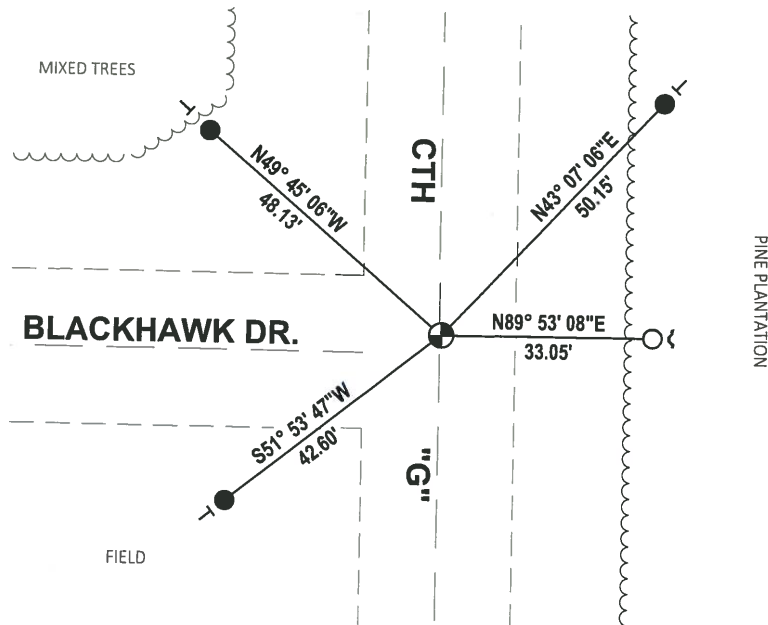 MIXED TREES
N49° 45' 06"W
48.13'
CTH
N43° 07' 06"E
50.15'
PINE PLANTATION
BLACKHAWK DR.
N89° 53' 08"E
33.05'
S51° 53' 47"W
42.60'
"G"
FIELD